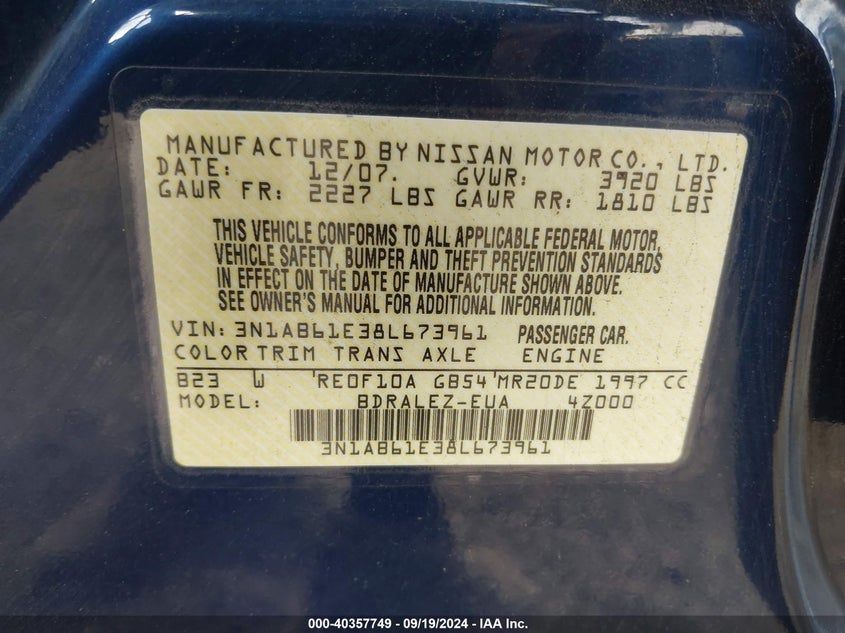 MANUFACTURED BY NISSAN MOTOR CO., LTD.
DATE: 12/07. GVWR: 3920 LBS
GAWR FR: 2227 LBS GAWR RR: 1810 LBS
THIS VEHICLE CONFORMS TO ALL APPLICABLE FEDERAL MOTOR
VEHICLE SAFETY, BUMPER AND THEFT PREVENTION STANDARDS
IN EFFECT ON THE DATE OF MANUFACTURE SHOWN ABOVE.
SEE OWNER'S MANUAL FOR ADDITIONAL INFORMATION.
VIN: 3N1AB61E38L673961 PASSENGER CAR.
COLOR TRIM TRANS AXLE ENGINE
B23 W RE0F10A GB54 MR20DE 1997 CC
MODEL: BDRALEZ-EUA 4Z000
3N1AB61E38L673961
000-40357749 - 09/19/2024 - IAA Inc.